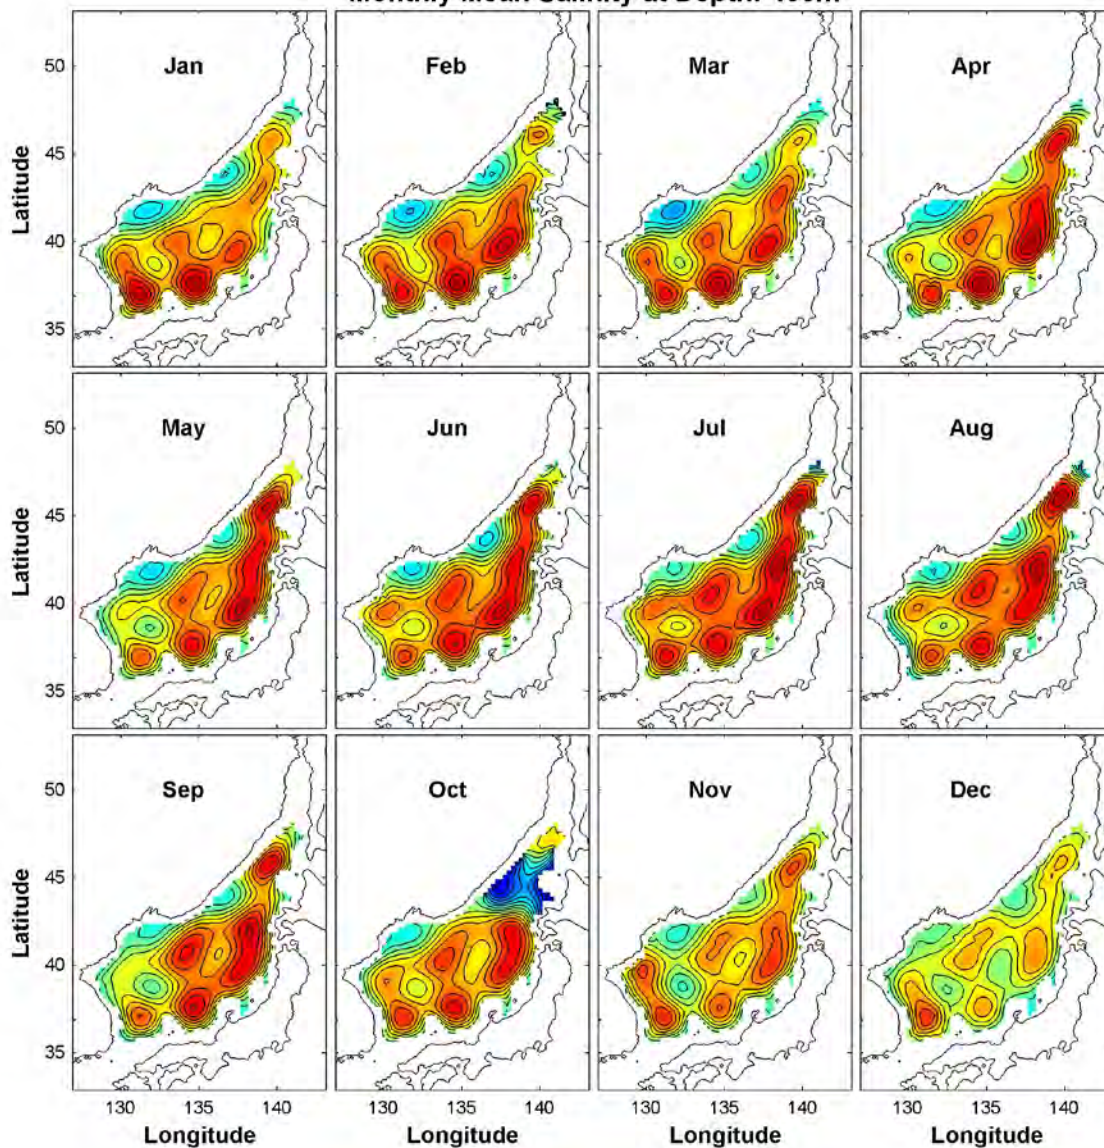 Monthly Mean Salinity at Depth:
Jan Feb Mar Apr
Latitude
50
45
40
35
May Jun Jul Aug
Latitude
50
45
40
35
Sep Oct Nov Dec
Latitude
50
45
40
35
130 135 140 130 135 140 130 135 140 130 135 140
Longitude Longitude Longitude Longitude